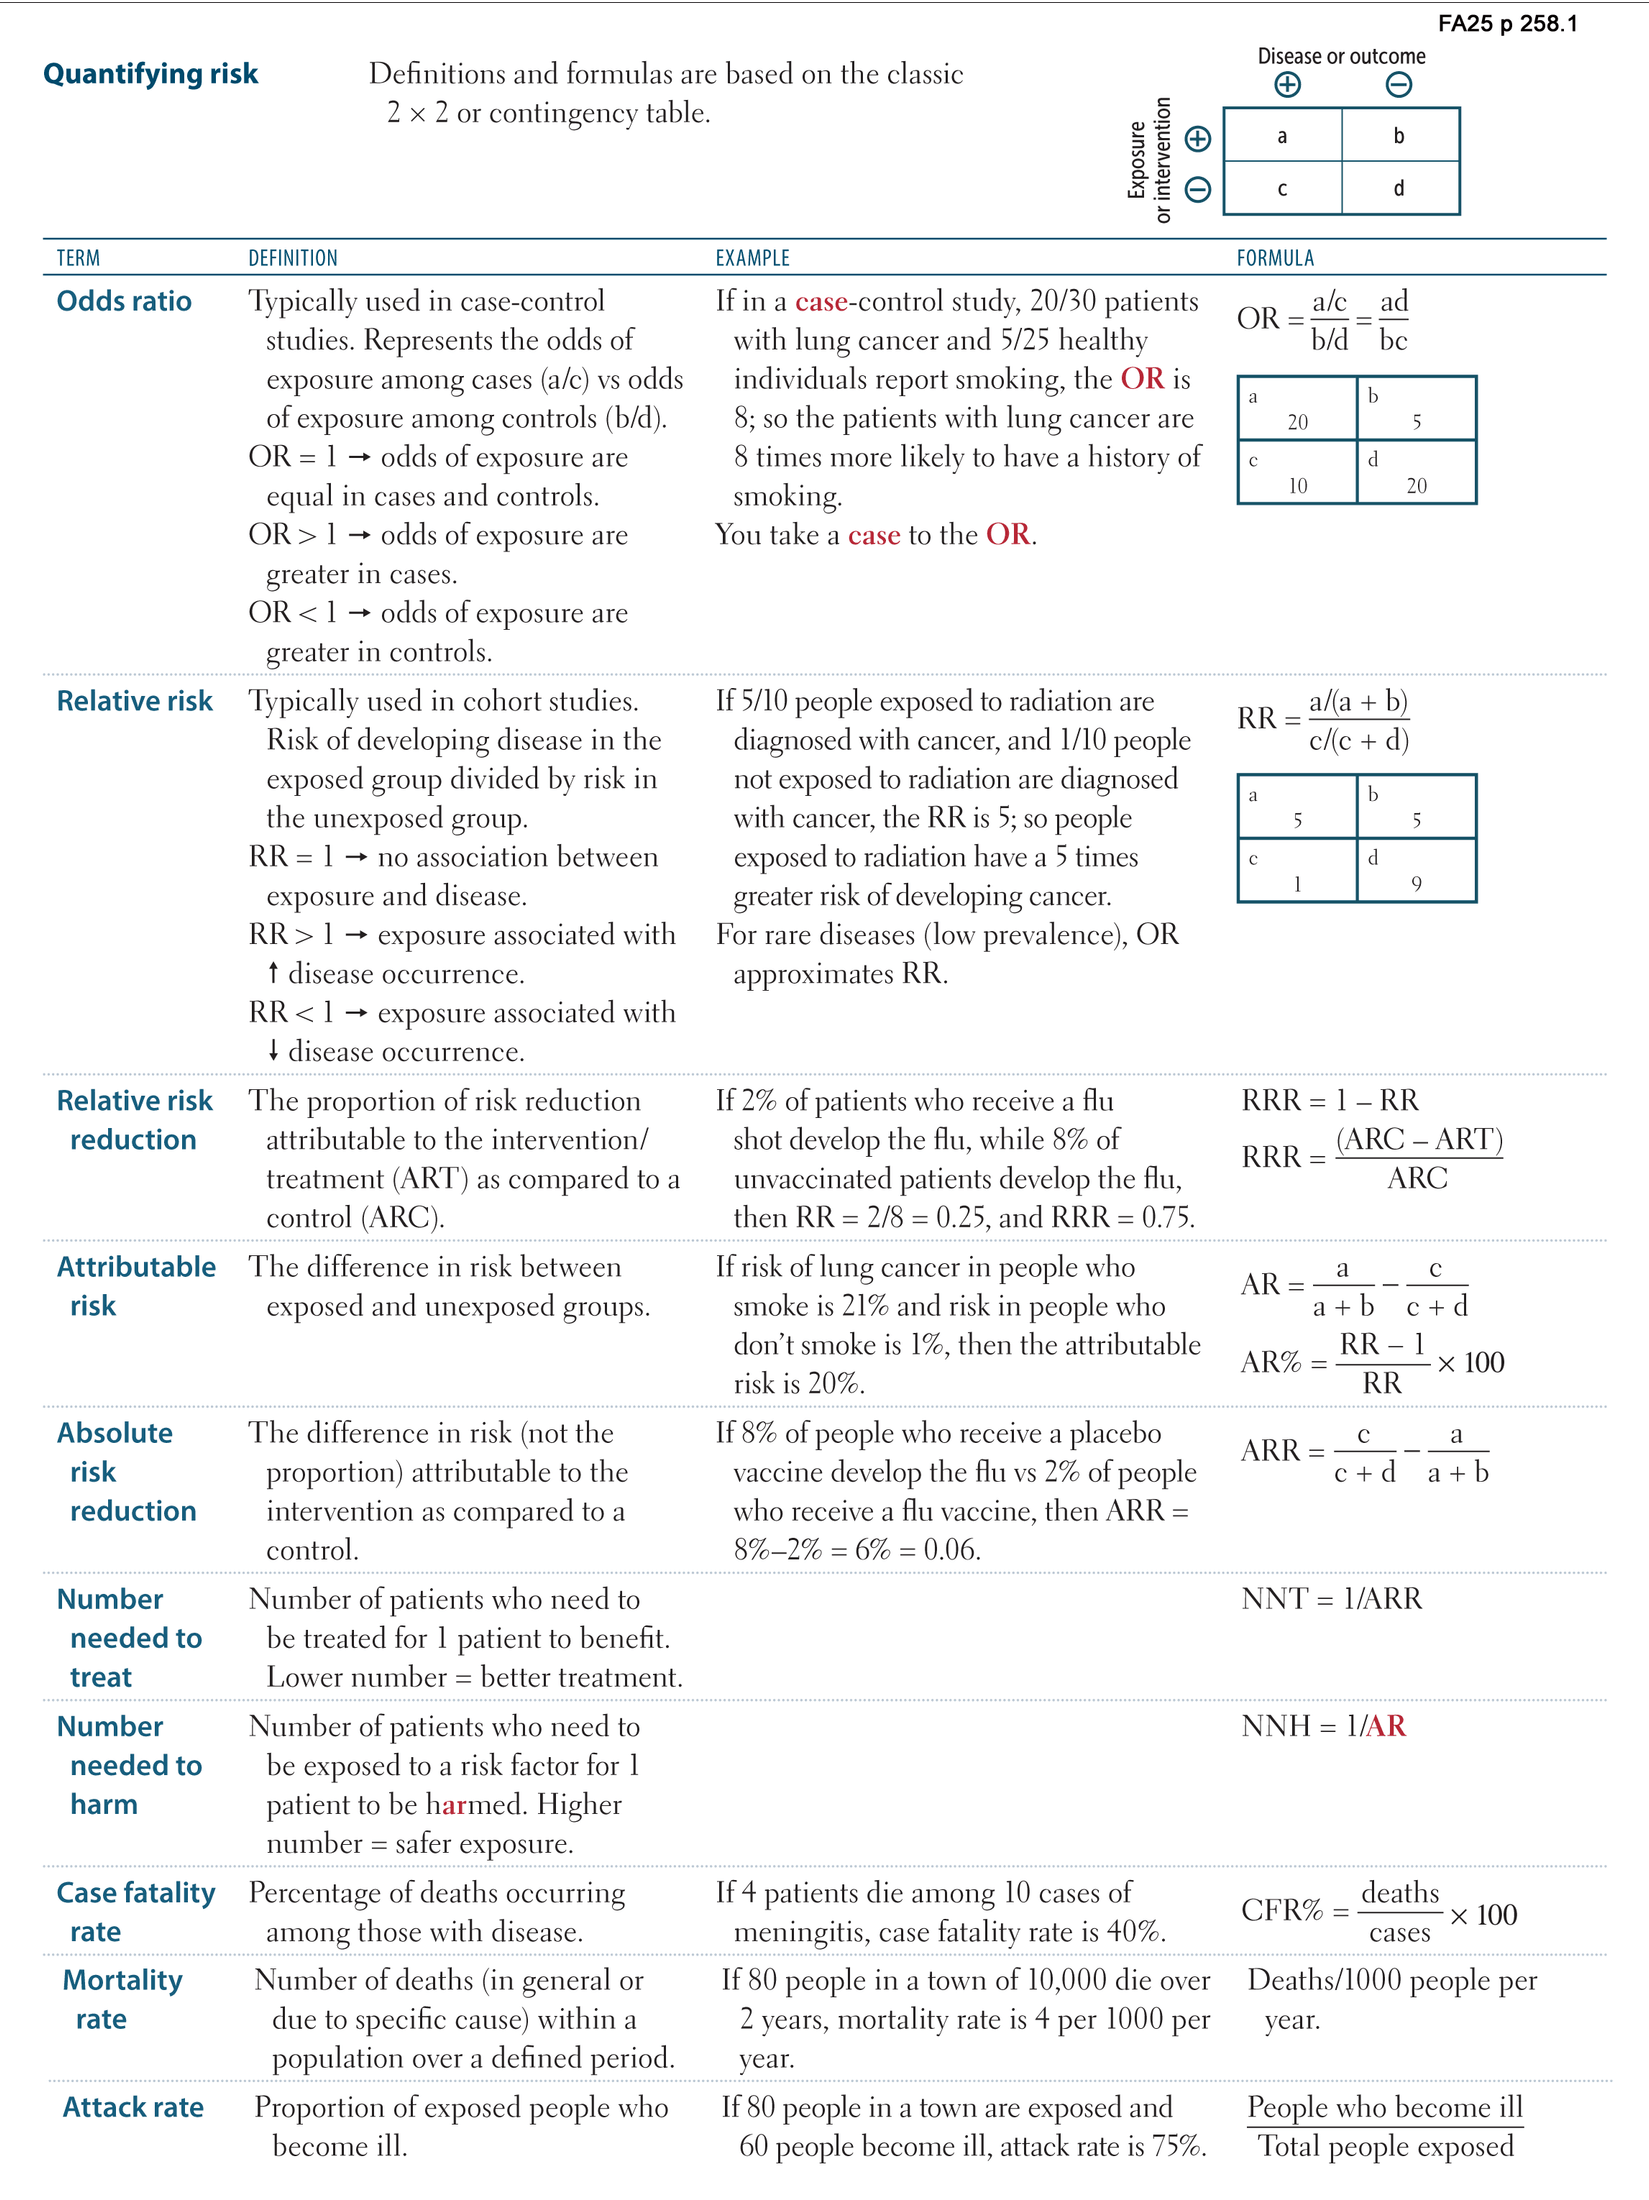 FA25 p 258.1
Quantifying risk
Definitions and formulas are based on the classic
2 × 2 or contingency table.
Disease or outcome
⊕ ⊖
Exposure
or intervention
⊕ a b
⊖ c d
TERM DEFINITION EXAMPLE FORMULA
Odds ratio
Typically used in case-control
studies. Represents the odds of
exposure among cases (a/c) vs odds
of exposure among controls (b/d).
OR = 1 → odds of exposure are
equal in cases and controls.
OR > 1 → odds of exposure are
greater in cases.
OR < 1 → odds of exposure are
greater in controls.
If in a case-control study, 20/30 patients
with lung cancer and 5/25 healthy
individuals report smoking, the OR is
8; so the patients with lung cancer are
8 times more likely to have a history of
smoking.
You take a case to the OR.
OR = a/c / b/d = ad / bc
a 20 b 5
c 10 d 20
Relative risk
Typically used in cohort studies.
Risk of developing disease in the
exposed group divided by risk in
the unexposed group.
RR = 1 → no association between
exposure and disease.
RR > 1 → exposure associated with
↑ disease occurrence.
RR < 1 → exposure associated with
↓ disease occurrence.
If 5/10 people exposed to radiation are
diagnosed with cancer, and 1/10 people
not exposed to radiation are diagnosed
with cancer, the RR is 5; so people
exposed to radiation have a 5 times
greater risk of developing cancer.
For rare diseases (low prevalence), OR
approximates RR.
RR = a/(a + b) / c/(c + d)
a 5 b 5
c 1 d 9
Relative risk
reduction
The proportion of risk reduction
attributable to the intervention/
treatment (ART) as compared to a
control (ARC).
If 2% of patients who receive a flu
shot develop the flu, while 8% of
unvaccinated patients develop the flu,
then RR = 2/8 = 0.25, and RRR = 0.75.
RRR = 1 – RR
RRR = (ARC – ART) / ARC
Attributable
risk
The difference in risk between
exposed and unexposed groups.
If risk of lung cancer in people who
smoke is 21% and risk in people who
don’t smoke is 1%, then the attributable
risk is 20%.
AR = a / a + b – c / c + d
AR% = RR – 1 / RR × 100
Absolute
risk
reduction
The difference in risk (not the
proportion) attributable to the
intervention as compared to a
control.
If 8% of people who receive a placebo
vaccine develop the flu vs 2% of people
who receive a flu vaccine, then ARR =
8%–2% = 6% = 0.06.
ARR = c / c + d – a / a + b
Number
needed to
treat
Number of patients who need to
be treated for 1 patient to benefit.
Lower number = better treatment.
NNT = 1/ARR
Number
needed to
harm
Number of patients who need to
be exposed to a risk factor for 1
patient to be harmed. Higher
number = safer exposure.
NNH = 1/AR
Case fatality
rate
Percentage of deaths occurring
among those with disease.
If 4 patients die among 10 cases of
meningitis, case fatality rate is 40%.
CFR% = deaths / cases × 100
Mortality
rate
Number of deaths (in general or
due to specific cause) within a
population over a defined period.
If 80 people in a town of 10,000 die over
2 years, mortality rate is 4 per 1000 per
year.
Deaths/1000 people per
year.
Attack rate
Proportion of exposed people who
become ill.
If 80 people in a town are exposed and
60 people become ill, attack rate is 75%.
People who become ill
Total people exposed